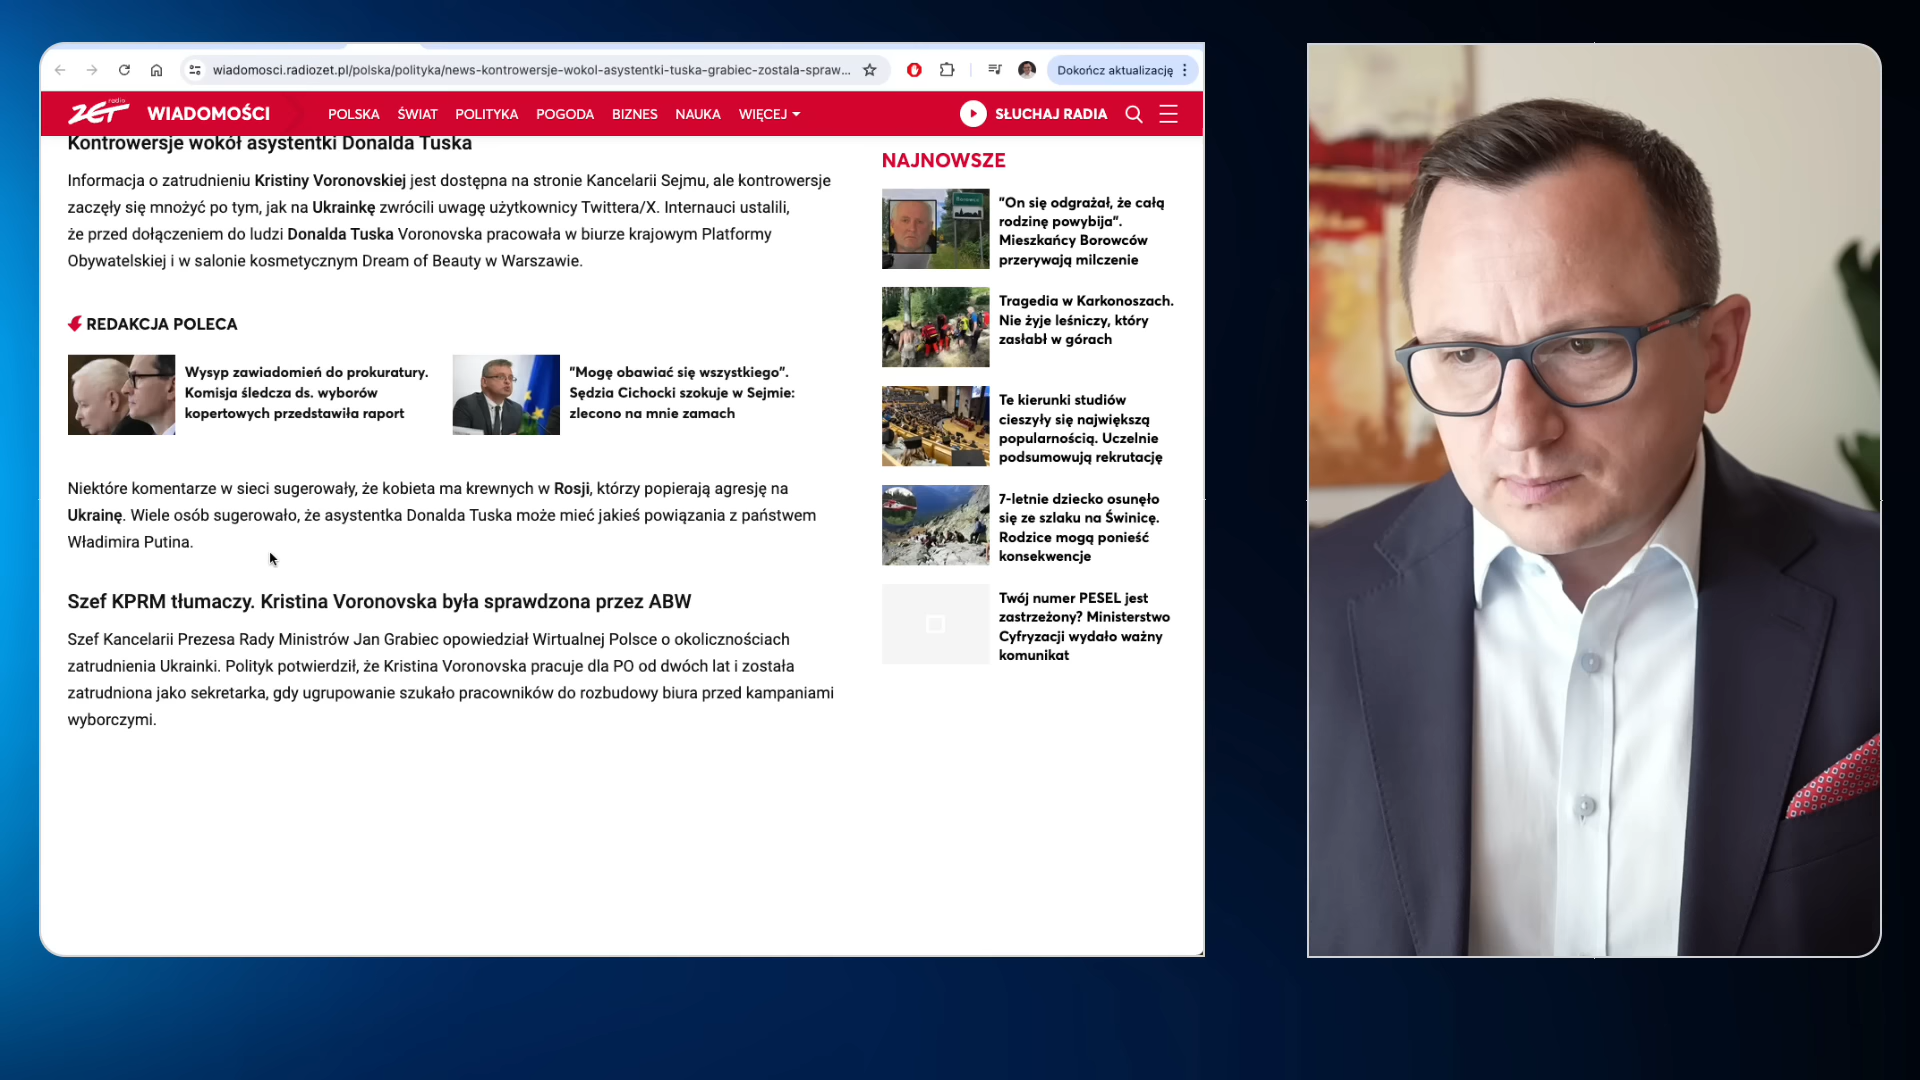 wiadomosci.radiozet.pl/polska/polityka/news-kontrowersje-wokol-asystentki-tuska-grabiec-zostala-spraw...
Dokończ aktualizację
radio
ZET
WIADOMOŚCI
POLSKA
ŚWIAT
POLITYKA
POGODA
BIZNES
NAUKA
WIĘCEJ
SŁUCHAJ RADIA
Kontrowersje wokół asystentki Donalda Tuska
Informacja o zatrudnieniu Kristiny Voronovskiej jest dostępna na stronie Kancelarii Sejmu, ale kontrowersje
zaczęły się mnożyć po tym, jak na Ukrainkę zwrócili uwagę użytkownicy Twittera/X. Internauci ustalili,
że przed dołączeniem do ludzi Donalda Tuska Voronovska pracowała w biurze krajowym Platformy
Obywatelskiej i w salonie kosmetycznym Dream of Beauty w Warszawie.
REDAKCJA POLECA
Wysyp zawiadomień do prokuratury.
Komisja śledcza ds. wyborów
kopertowych przedstawiła raport
"Mogę obawiać się wszystkiego".
Sędzia Cichocki szokuje w Sejmie:
zlecono na mnie zamach
Niektóre komentarze w sieci sugerowały, że kobieta ma krewnych w Rosji, którzy popierają agresję na
Ukrainę. Wiele osób sugerowało, że asystentka Donalda Tuska może mieć jakieś powiązania z państwem
Władimira Putina.
Szef KPRM tłumaczy. Kristina Voronovska była sprawdzona przez ABW
Szef Kancelarii Prezesa Rady Ministrów Jan Grabiec opowiedział Wirtualnej Polsce o okolicznościach
zatrudnienia Ukrainki. Polityk potwierdził, że Kristina Voronovska pracuje dla PO od dwóch lat i została
zatrudniona jako sekretarka, gdy ugrupowanie szukało pracowników do rozbudowy biura przed kampaniami
wyborczymi.
NAJNOWSZE
"On się odgrażał, że całą
rodzinę powybija".
Mieszkańcy Borowców
przerywają milczenie
Tragedia w Karkonoszach.
Nie żyje leśniczy, który
zasłabł w górach
Te kierunki studiów
cieszyły się największą
popularnością. Uczelnie
podsumowują rekrutację
7-letnie dziecko osunęło
się ze szlaku na Świnicę.
Rodzice mogą ponieść
konsekwencje
Twój numer PESEL jest
zastrzeżony? Ministerstwo
Cyfryzacji wydało ważny
komunikat